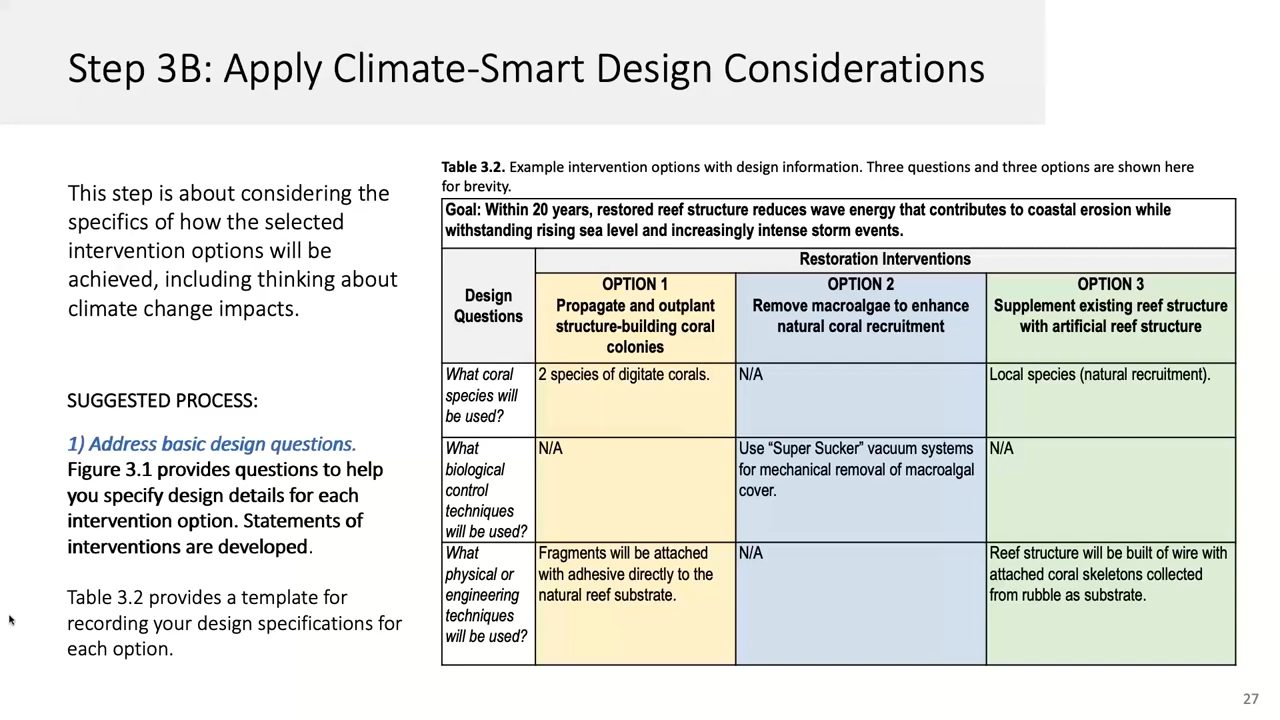 Step 3B: Apply Climate-Smart Design Considerations
This step is about considering the
specifics of how the selected
intervention options will be
achieved, including thinking about
climate change impacts.
SUGGESTED PROCESS:
1) Address basic design questions.
Figure 3.1 provides questions to help
you specify design details for each
intervention option. Statements of
interventions are developed.
Table 3.2 provides a template for
recording your design specifications for
each option.
Table 3.2. Example intervention options with design information. Three questions and three options are shown here
for brevity.
Goal: Within 20 years, restored reef structure reduces wave energy that contributes to coastal erosion while
withstanding rising sea level and increasingly intense storm events.
Design
Questions
Restoration Interventions
OPTION 1
Propagate and outplant
structure-building coral
colonies
OPTION 2
Remove macroalgae to enhance
natural coral recruitment
OPTION 3
Supplement existing reef structure
with artificial reef structure
What coral
species will
be used?
2 species of digitate corals.
N/A
Local species (natural recruitment).
What
biological
control
techniques
will be used?
N/A
Use “Super Sucker” vacuum systems
for mechanical removal of macroalgal
cover.
N/A
What
physical or
engineering
techniques
will be used?
Fragments will be attached
with adhesive directly to the
natural reef substrate.
N/A
Reef structure will be built of wire with
attached coral skeletons collected
from rubble as substrate.
27